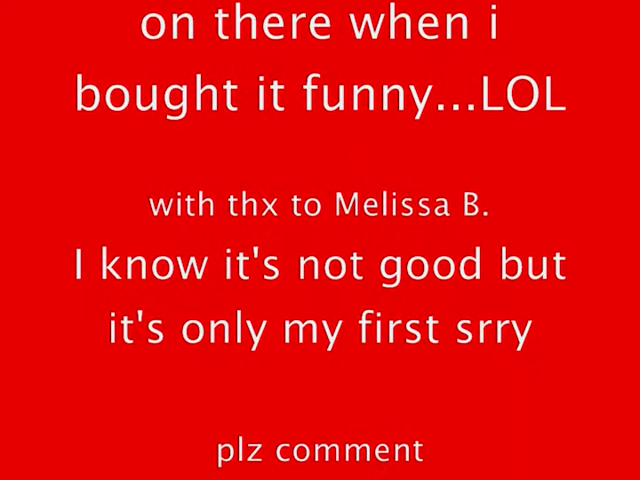 on there when i
bought it funny...LOL
with thx to Melissa B.
I know it's not good but
it's only my first srry
plz comment